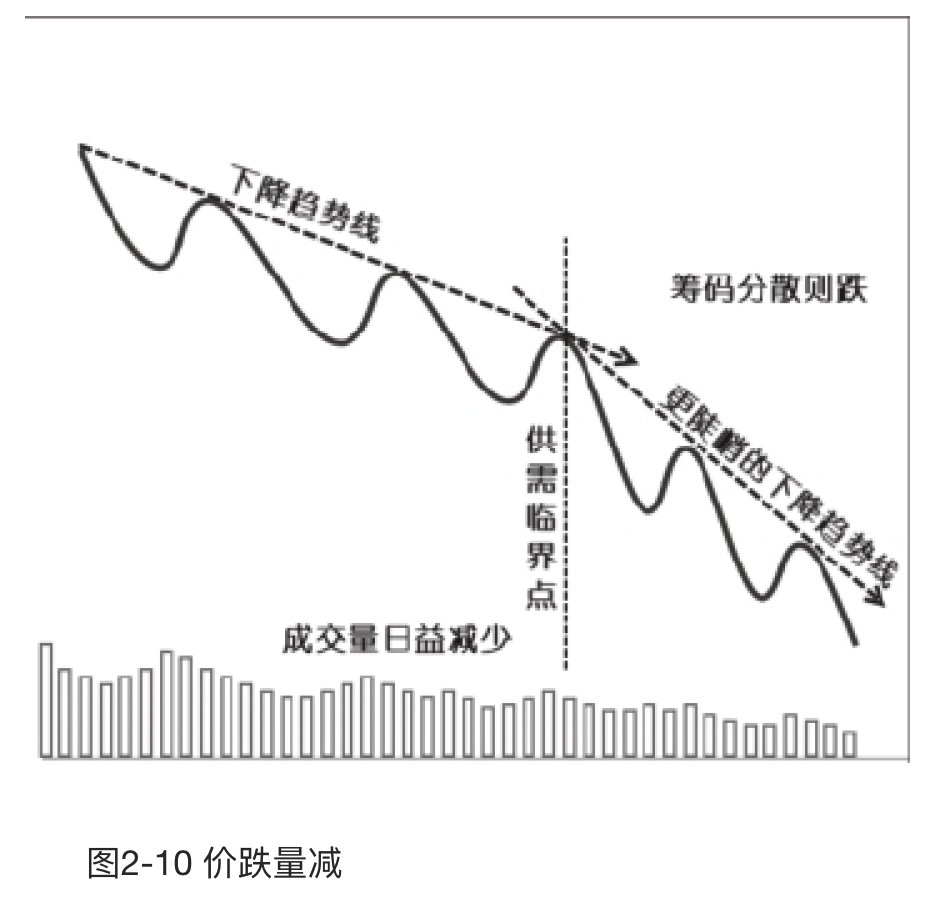 下降趋势线
筹码分散则跌
更陡峭的下降趋势线
供需临界点
成交量日益减少
图2-10 价跌量减